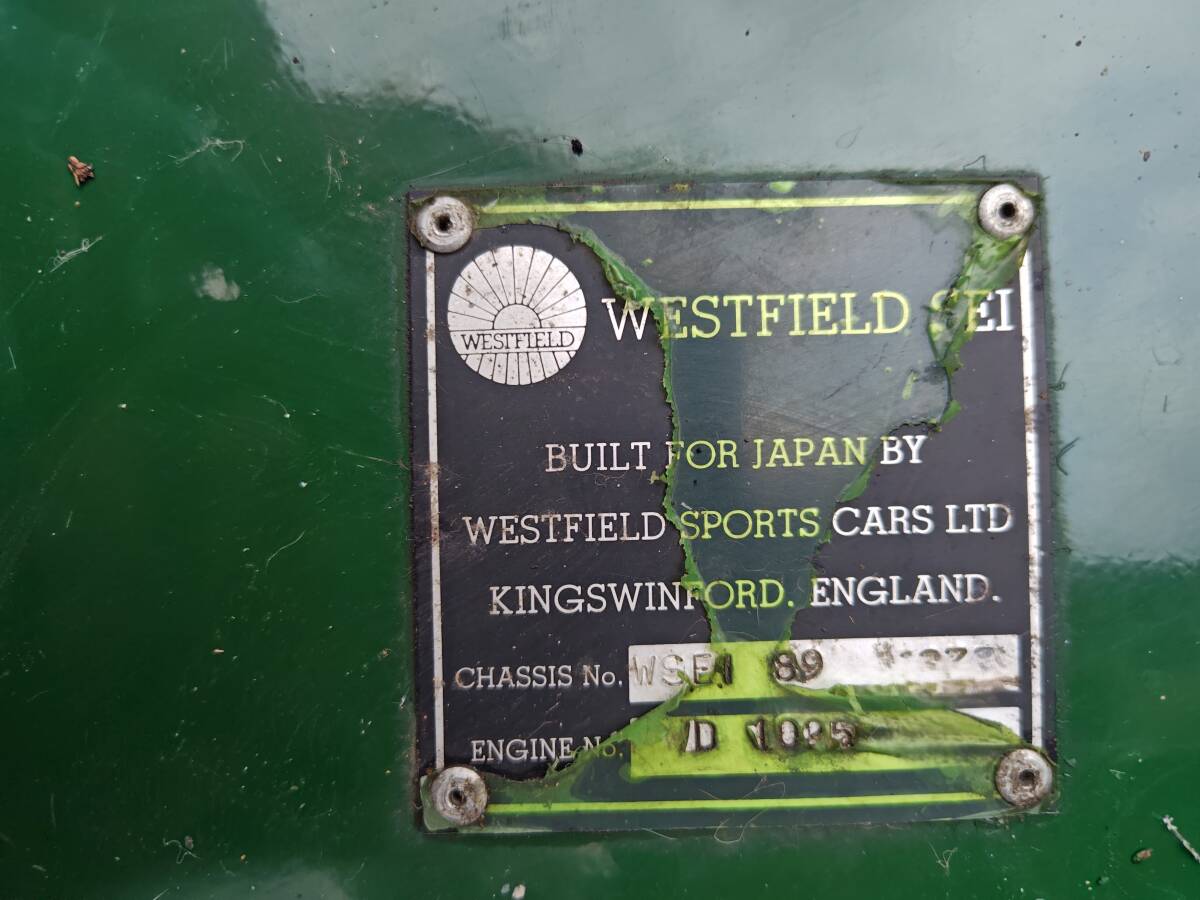 WESTFIELD
WESTFIELD SEI
BUILT FOR JAPAN BY
WESTFIELD SPORTS CARS LTD
KINGSWINFORD. ENGLAND.
CHASSIS No. WSEI 89
ENGINE No.